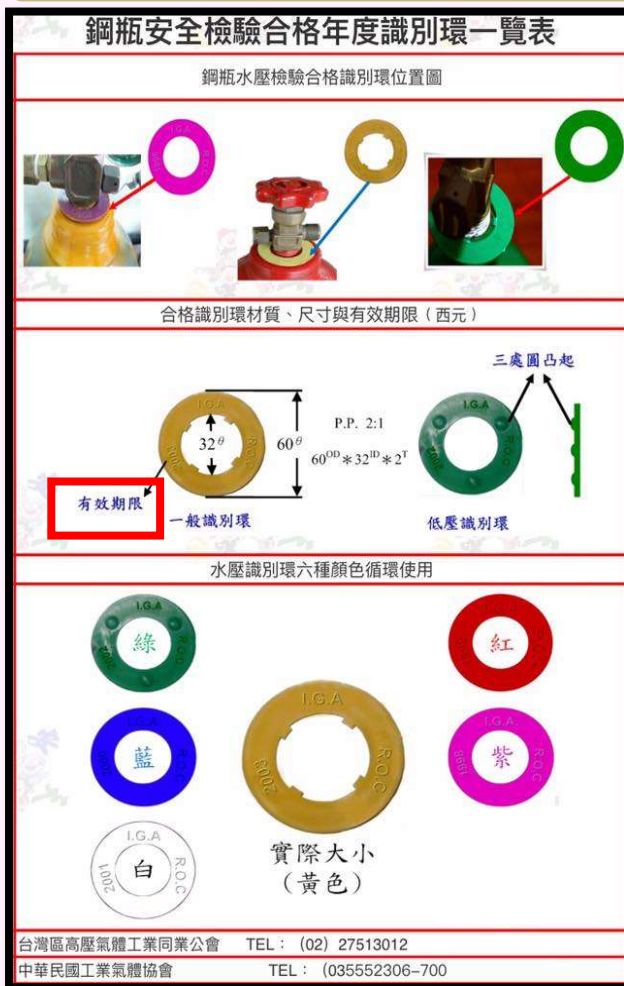 鋼瓶安全檢驗合格年度識別環一覽表
鋼瓶水壓檢驗合格識別環位置圖
I.G.A
R.O.C
合格識別環材質、尺寸與有效期限（西元）
三處圓凸起
I.G.A
R.O.C
2003
32θ
60θ
P.P. 2:1
60OD*32ID*2T
I.G.A
R.O.C
有效期限
一般識別環
低壓識別環
水壓識別環六種顏色循環使用
I.G.A
R.O.C
綠
紅
I.G.A
R.O.C
2003
藍
R.O.C
I.G.A
R.O.C
1998
紫
I.G.A
R.O.C
2001
白
實際大小
（黃色）
台灣區高壓氣體工業同業公會 TEL：（02）27513012
中華民國工業氣體協會 TEL：（035552306-700